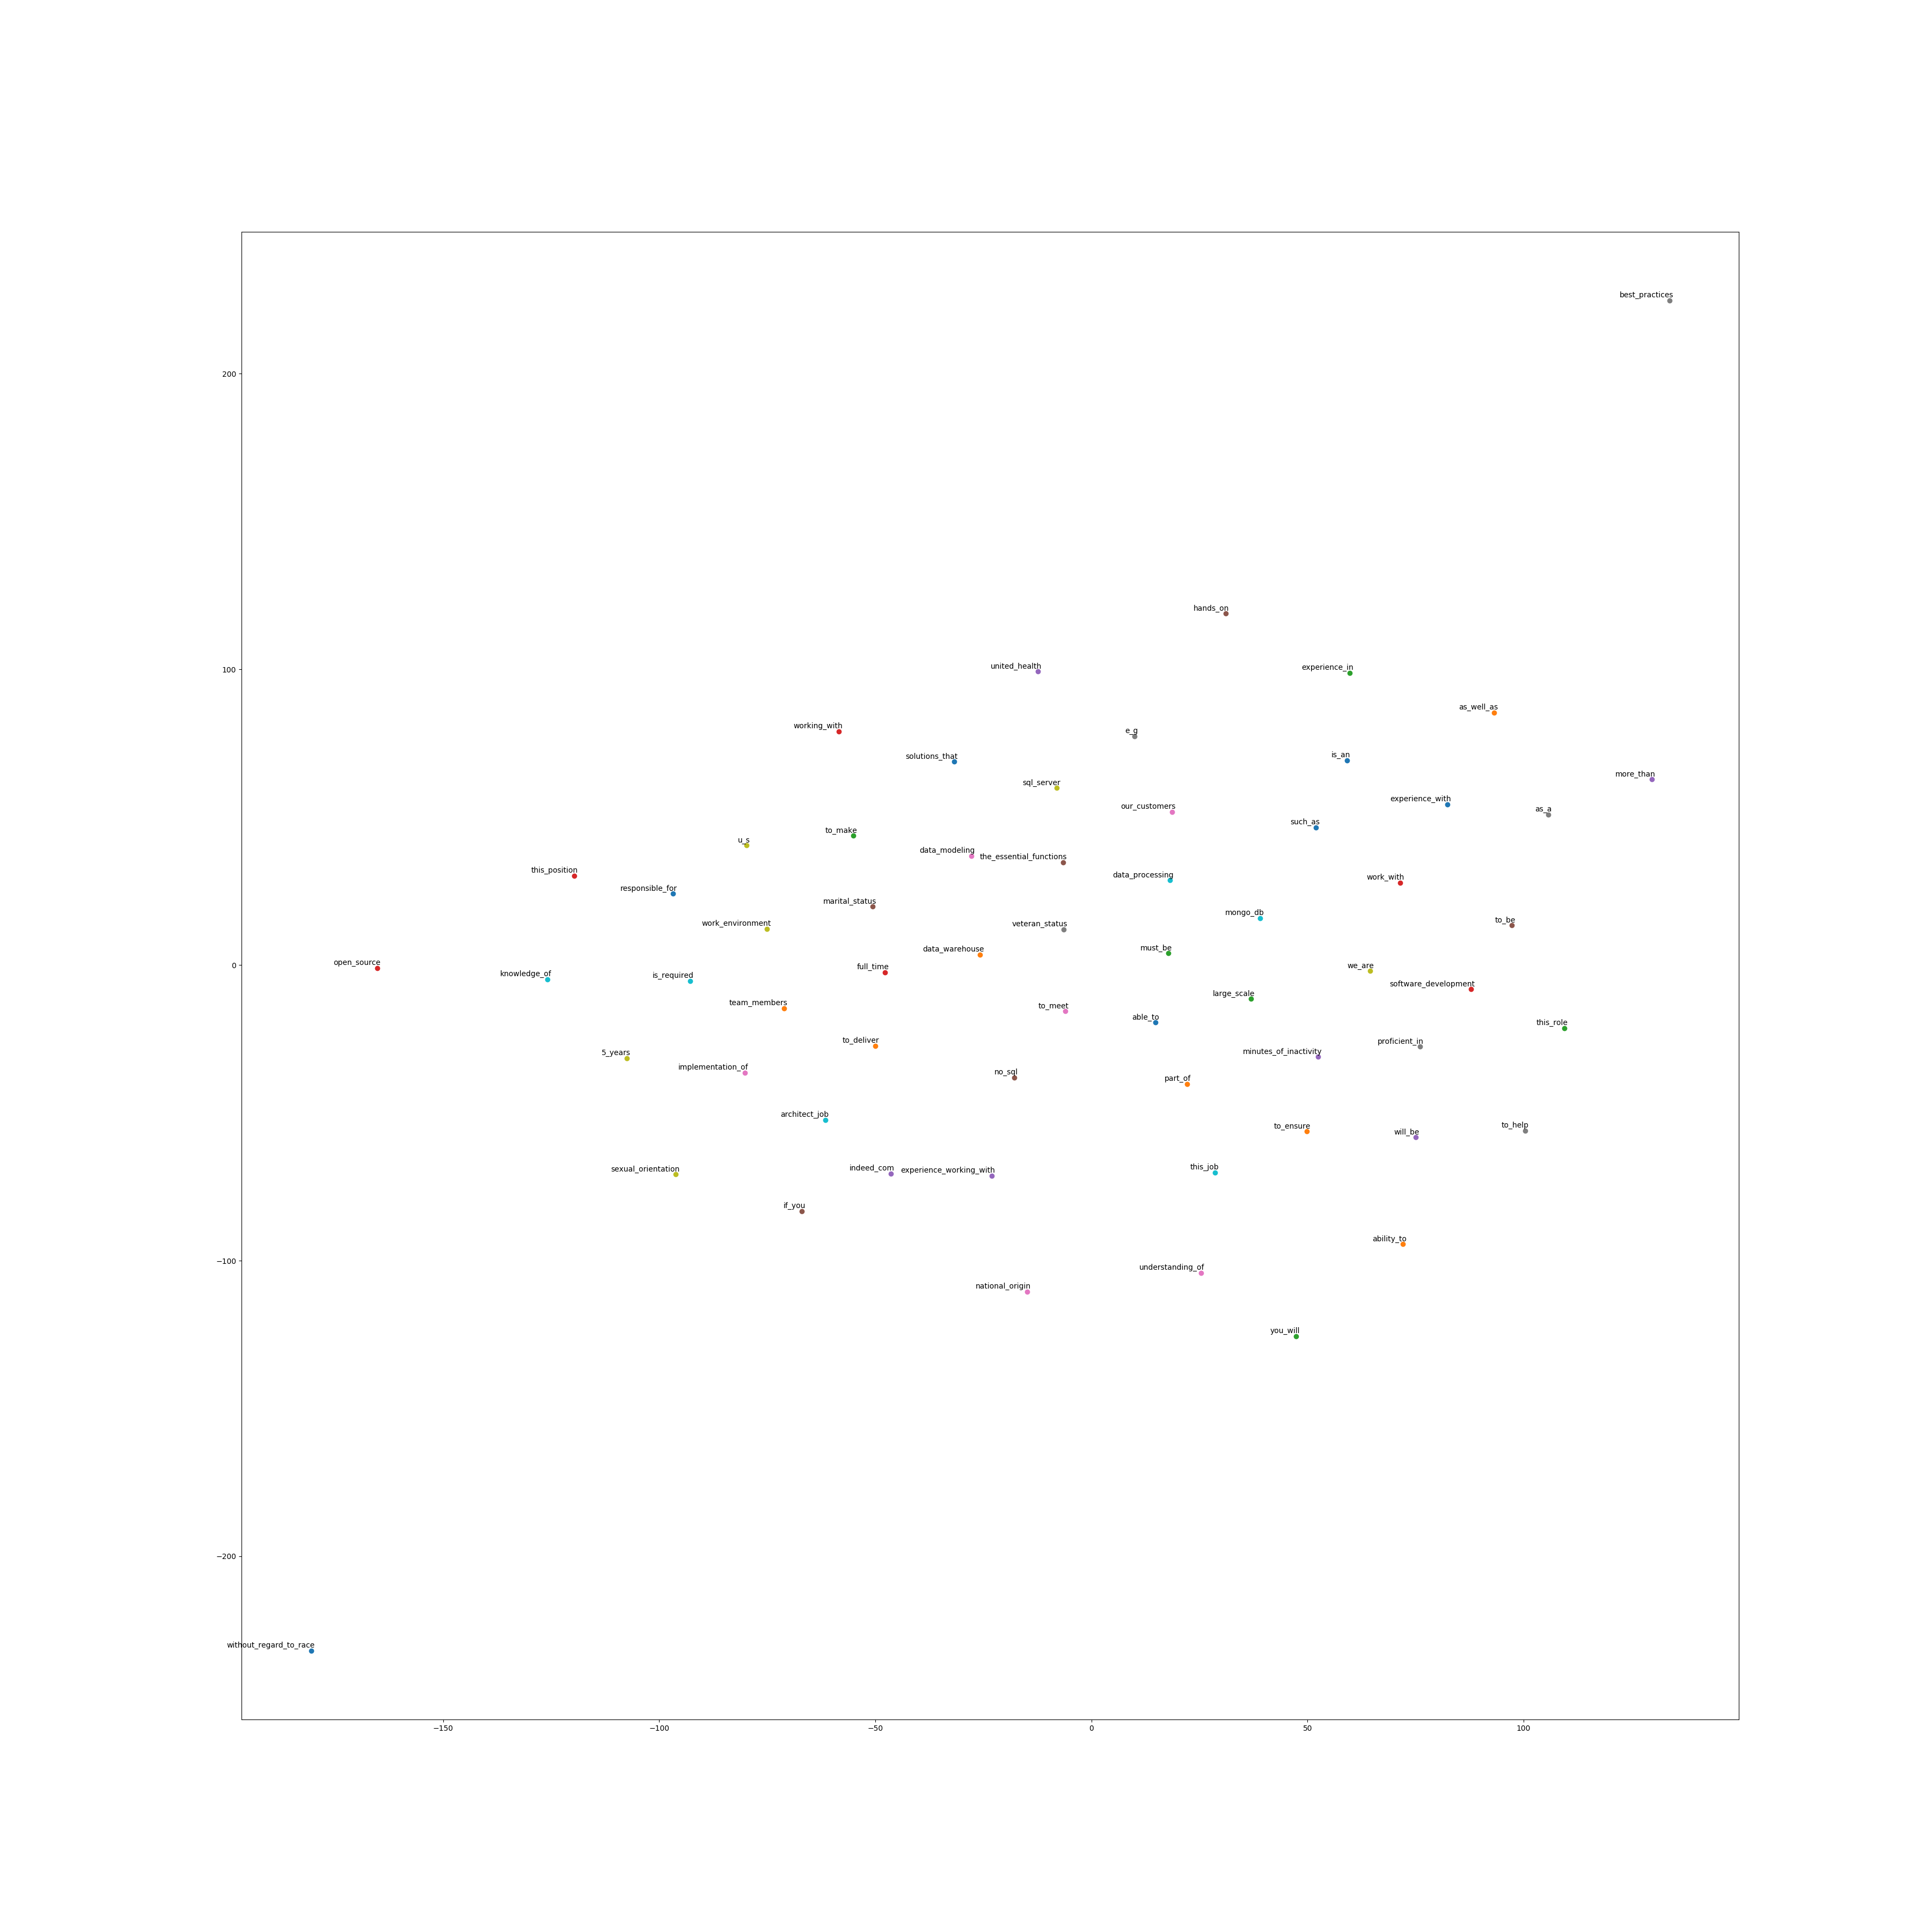 best_practices
200
hands_on
100
united_health
experience_in
as_well_as
working_with
e_g
solutions_that
is_an
more_than
sql_server
experience_with
our_customers
as_a
such_as
to_make
u_s
data_modeling
the_essential_functions
this_position
data_processing
work_with
responsible_for
marital_status
mongo_db
to_be
work_environment
veteran_status
data_warehouse
must_be
0
open_source
full_time
we_are
knowledge_of
is_required
software_development
large_scale
team_members
to_meet
able_to
this_role
to_deliver
proficient_in
5_years
minutes_of_inactivity
implementation_of
no_sql
part_of
architect_job
to_ensure
will_be
to_help
sexual_orientation
indeed_com
experience_working_with
this_job
if_you
ability_to
−100
understanding_of
national_origin
you_will
−200
without_regard_to_race
−150
−100
−50
0
50
100